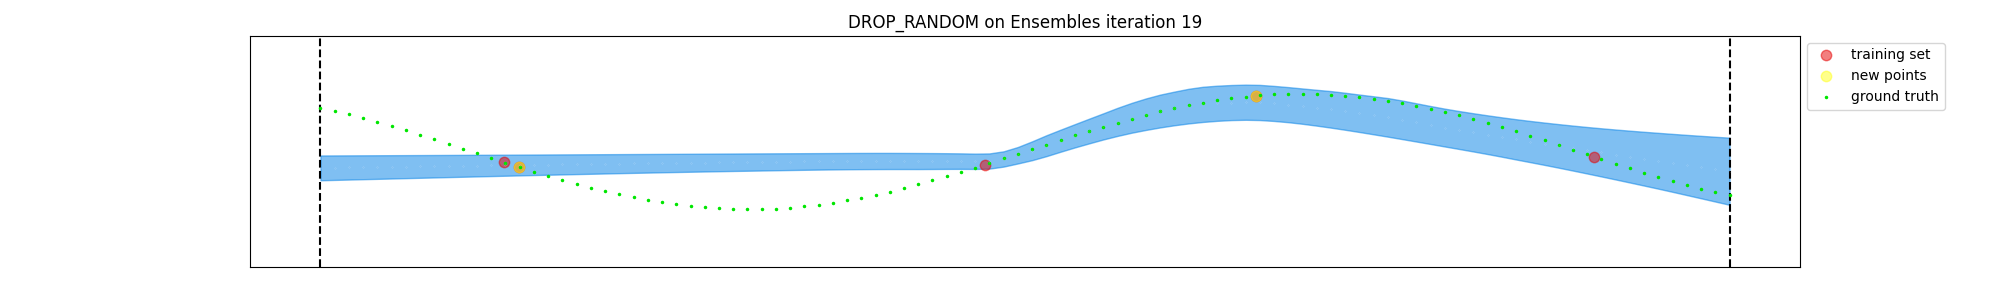 DROP_RANDOM on Ensembles iteration 19
training set
new points
ground truth